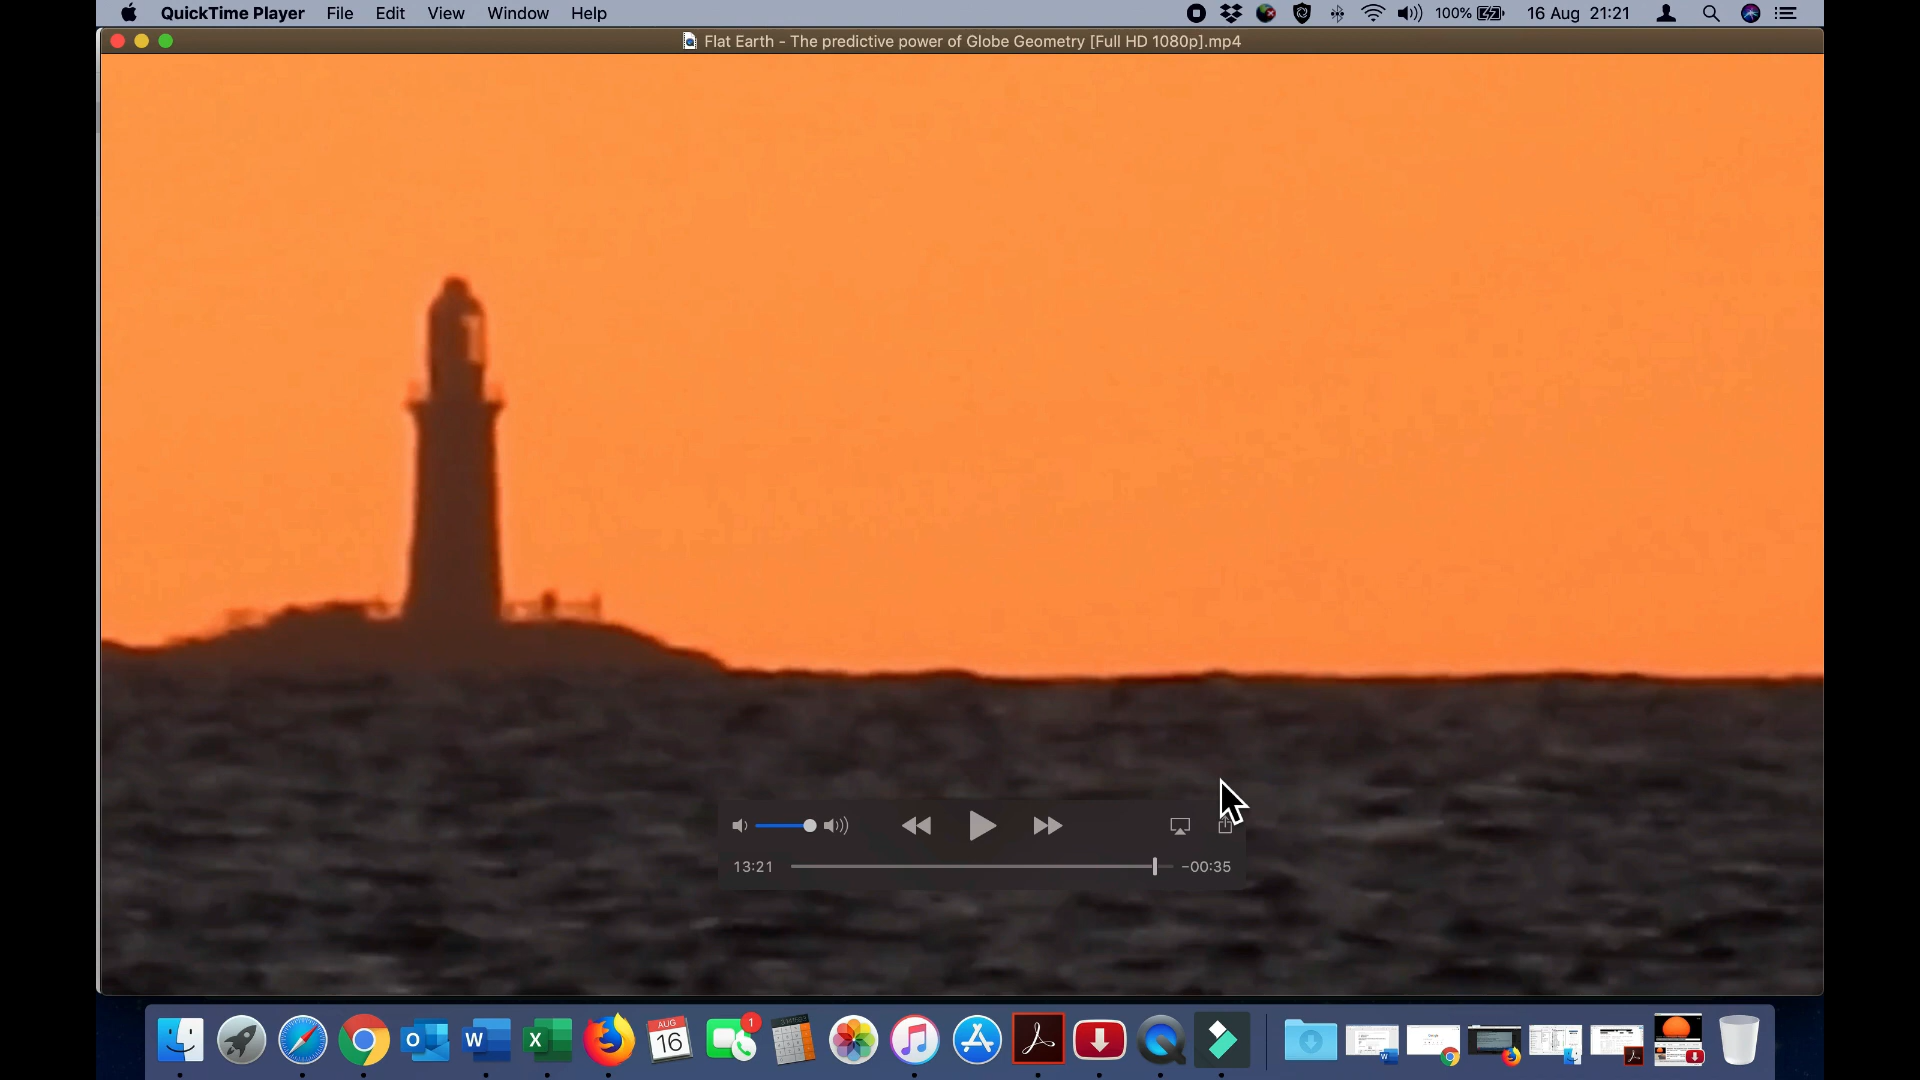 QuickTime Player File Edit View Window Help 100% 16 Aug 21:21
Flat Earth - The predictive power of Globe Geometry [Full HD 1080p].mp4
13:21 -00:35
AUG
16
1
O W X
W